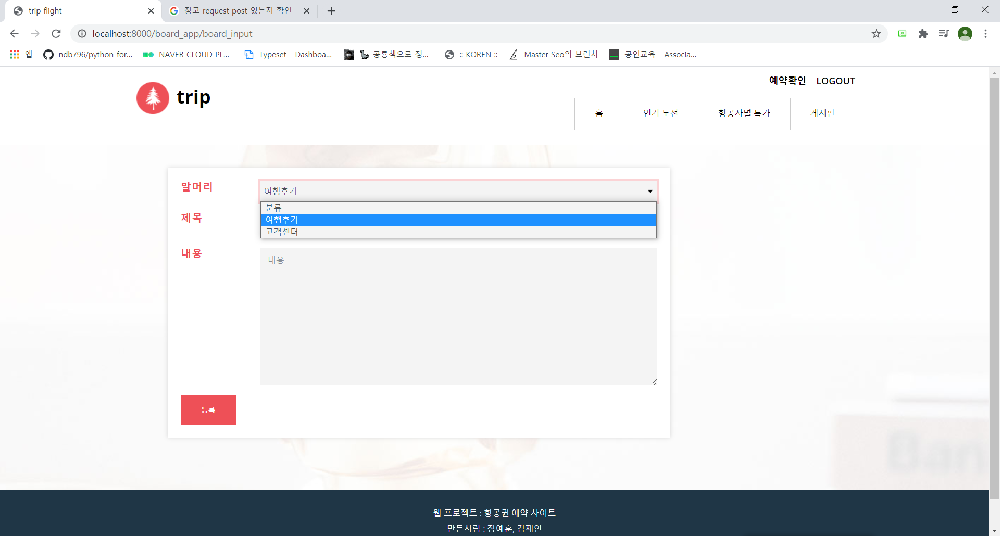 trip flight
장고 request post 있는지 확인 -
localhost:8000/board_app/board_input
앱
ndb796/python-for...
NAVER CLOUD PL...
Typeset - Dashboa...
공룡책으로 정...
:: KOREN ::
Master Seo의 브런치
공인교육 - Associa...
예약확인 LOGOUT
trip
홈
인기 노선
항공사별 특가
게시판
말머리
여행후기
분류
여행후기
고객센터
제목
내용
내용
등록
Ban
웹 프로젝트 : 항공권 예약 사이트
만든사람 : 장예훈, 김재인